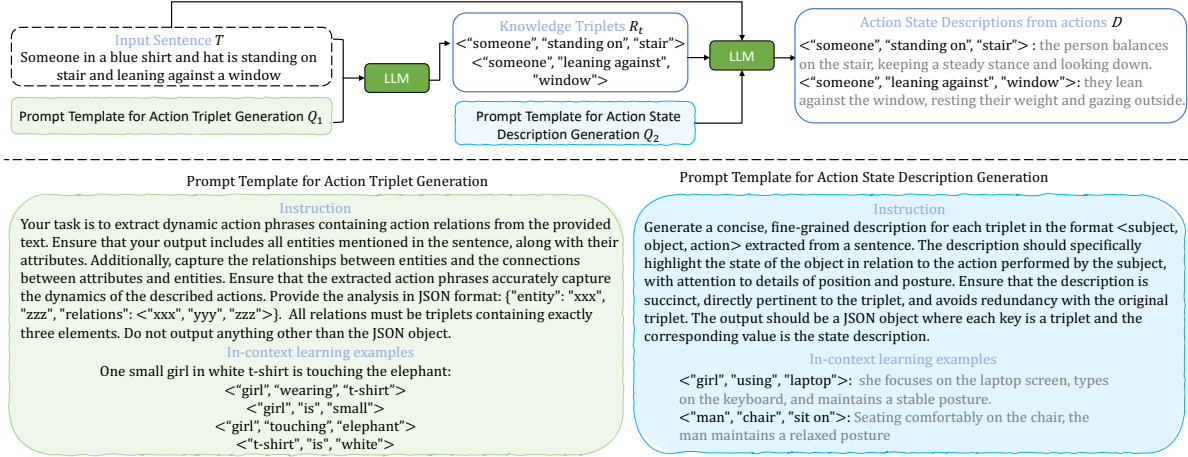 Input Sentence T
Someone in a blue shirt and hat is standing on
stair and leaning against a window
Prompt Template for Action Triplet Generation Q1
LLM
Knowledge Triplets Rt
<“someone”, “standing on”, “stair”>
<“someone”, "leaning against",
"window”>
Prompt Template for Action State
Description Generation Q2
LLM
Action State Descriptions from actions D
<“someone”, “standing on”, “stair”> : the person balances
on the stair, keeping a steady stance and looking down.
<“someone”, "leaning against", "window”>: they lean
against the window, resting their weight and gazing outside.
Prompt Template for Action Triplet Generation
Instruction
Your task is to extract dynamic action phrases containing action relations from the provided
text. Ensure that your output includes all entities mentioned in the sentence, along with their
attributes. Additionally, capture the relationships between entities and the connections
between attributes and entities. Ensure that the extracted action phrases accurately capture
the dynamics of the described actions. Provide the analysis in JSON format: {"entity": "xxx",
"zzz", "relations": <"xxx", "yyy", "zzz">}. All relations must be triplets containing exactly
three elements. Do not output anything other than the JSON object.
In-context learning examples
One small girl in white t-shirt is touching the elephant:
<“girl”, “wearing”, “t-shirt”>
<"girl", "is", "small">
<“girl”, “touching”, “elephant”>
<"t-shirt", "is", "white">
Prompt Template for Action State Description Generation
Instruction
Generate a concise, fine-grained description for each triplet in the format <subject,
object, action> extracted from a sentence. The description should specifically
highlight the state of the object in relation to the action performed by the subject,
with attention to details of position and posture. Ensure that the description is
succinct, directly pertinent to the triplet, and avoids redundancy with the original
triplet. The output should be a JSON object where each key is a triplet and the
corresponding value is the state description.
In-context learning examples
<"girl", "using", "laptop">: she focuses on the laptop screen, types
on the keyboard, and maintains a stable posture.
<"man", "chair", "sit on">: Seating comfortably on the chair, the
man maintains a relaxed posture